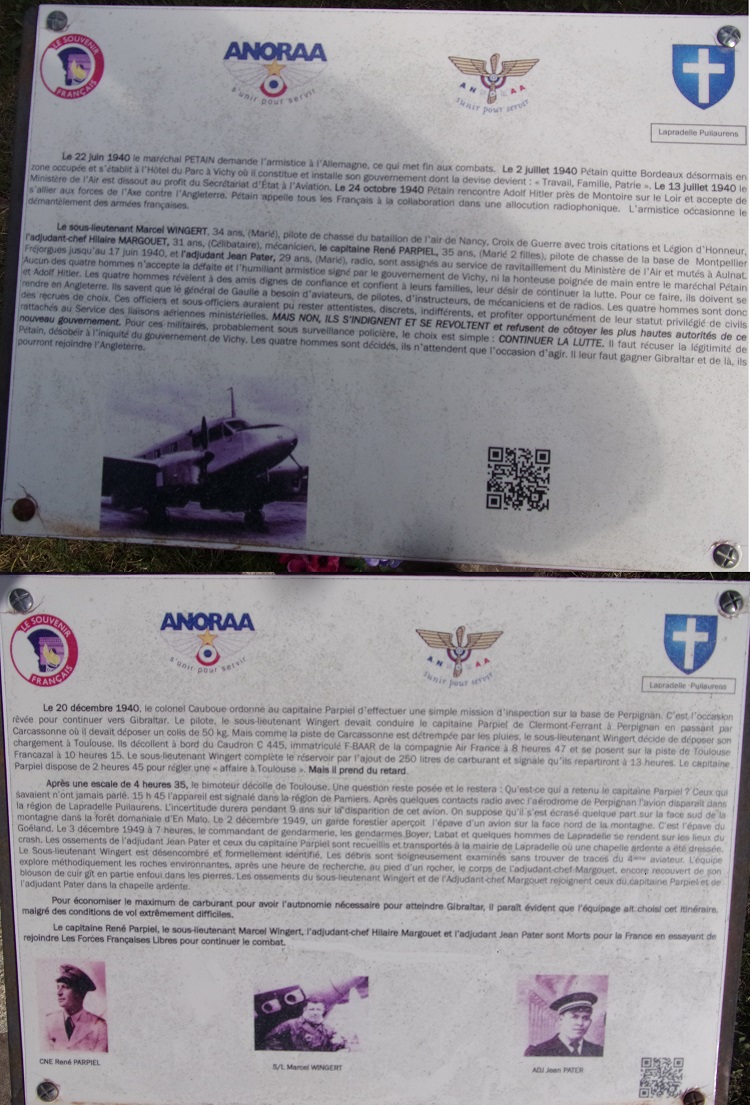 LE SOUVENIR
FRANÇAIS
ANORAA
s'unir pour servir
AN AA
s'unir pour servir
Lapradelle Puilaurens
Le 22 juin 1940 le maréchal PETAIN demande l'armistice à l'Allemagne, ce qui met fin aux combats. Le 2 juillet 1940 Pétain quitte Bordeaux désormais en
zone occupée et s'établit à l'Hôtel du Parc à Vichy où il constitue et installe son gouvernement dont la devise devient : « Travail, Famille, Patrie ». Le 13 juillet 1940 le
Ministère de l'Air est dissout au profit du Secrétariat d'État à l'Aviation. Le 24 octobre 1940 Pétain rencontre Adolf Hitler près de Montoire sur le Loir et accepte de
s'allier aux forces de l'Axe contre l'Angleterre. Pétain appelle tous les Français à la collaboration dans une allocution radiophonique. L'armistice occasionne le
démantèlement des armées françaises.
Le sous-lieutenant Marcel WINGERT, 34 ans, (Marié), pilote de chasse du bataillon de l'air de Nancy, Croix de Guerre avec trois citations et Légion d'Honneur,
l'adjudant-chef Hilaire MARGOUET, 31 ans, (Célibataire), mécanicien, le capitaine René PARPIEL, 35 ans, (Marié 2 filles), pilote de chasse de la base de Montpellier
Fréjorgues jusqu'au 17 juin 1940, et l'adjudant Jean Pater, 29 ans, (Marié), radio, sont assignés au service de ravitaillement du Ministère de l'Air et mutés à Aulnat.
Aucun des quatre hommes n'accepte la défaite et l'humiliant armistice signé par le gouvernement de Vichy, ni la honteuse poignée de main entre le maréchal Pétain
et Adolf Hitler. Les quatre hommes révèlent à des amis dignes de confiance et confient à leurs familles, leur désir de continuer la lutte. Pour ce faire, ils doivent se
rendre en Angleterre. Ils savent que le général de Gaulle a besoin d'aviateurs, de pilotes, d'instructeurs, de mécaniciens et de radios. Les quatre hommes sont donc
des recrues de choix. Ces officiers et sous-officiers auraient pu rester attentistes, discrets, indifférents, et profiter opportunément de leur statut privilégié de civils
rattachés au Service des liaisons aériennes ministérielles. MAIS NON, ILS S'INDIGNENT ET SE REVOLTENT et refusent de côtoyer les plus hautes autorités de ce
nouveau gouvernement. Pour ces militaires, probablement sous surveillance policière, le choix est simple : CONTINUER LA LUTTE. Il faut récuser la légitimité de
Pétain, désobéir à l'iniquité du gouvernement de Vichy. Les quatre hommes sont décidés, ils n'attendent que l'occasion d'agir. Il leur faut gagner Gibraltar et de là, ils
pourront rejoindre l'Angleterre.
LE SOUVENIR
FRANÇAIS
ANORAA
s'unir pour servir
AN AA
s'unir pour servir
Lapradelle -Puilaurens
Le 20 décembre 1940, le colonel Cauboue ordonne au capitaine Parpiel d'effectuer une simple mission d'inspection sur la base de Perpignan. C'est l'occasion
rêvée pour continuer vers Gibraltar. Le pilote, le sous-lieutenant Wingert devait conduire le capitaine Parpiel de Clermont-Ferrant à Perpignan en passant par
Carcassonne où il devait déposer un colis de 50 kg. Mais comme la piste de Carcassonne est détrempée par les pluies, le sous-lieutenant Wingert décide de déposer son
chargement à Toulouse. Ils décollent à bord du Caudron C 445, immatriculé F-BAAR de la compagnie Air France à 8 heures 47 et se posent sur la piste de Toulouse
Francazal à 10 heures 15. Le sous-lieutenant Wingert complète le réservoir par l'ajout de 250 litres de carburant et signale qu'ils repartiront à 13 heures. Le capitaine
Parpiel dispose de 2 heures 45 pour régler une « affaire à Toulouse ». Mais il prend du retard.
Après une escale de 4 heures 35, le bimoteur décolle de Toulouse. Une question reste posée et le restera : Qu'est-ce qui a retenu le capitaine Parpiel ? Ceux qui
savaient n'ont jamais parlé. 15 h 45 l'appareil est signalé dans la région de Pamiers. Après quelques contacts radio avec l'aérodrome de Perpignan l'avion disparaît dans
la région de Lapradelle Puilaurens. L'incertitude durera pendant 9 ans sur la disparition de cet avion. On suppose qu'il s'est écrasé quelque part sur la face sud de la
montagne dans la forêt domaniale d'En Malo. Le 2 décembre 1949, un garde forestier aperçoit l'épave d'un avion sur la face nord de la montagne. C'est l'épave du
Goéland. Le 3 décembre 1949 à 7 heures, le commandant de gendarmerie, les gendarmes Boyer, Labat et quelques hommes de Lapradelle se rendent sur les lieux du
crash. Les ossements de l'adjudant Jean Pater et ceux du capitaine Parpiel sont recueillis et transportés à la mairie de Lapradelle où une chapelle ardente a été dressée.
Le Sous-lieutenant Wingert est désencombré et formellement identifié. Les débris sont soigneusement examinés sans trouver de traces du 4ème aviateur. L'équipe
explore méthodiquement les roches environnantes, après une heure de recherche, au pied d'un rocher, le corps de l'adjudant-chef Margouet, encore recouvert de son
blouson de cuir gît en partie enfoui dans les pierres. Les ossements du sous-lieutenant Wingert et de l'Adjudant-chef Margouet rejoignent ceux du capitaine Parpiel et de
l'adjudant Pater dans la chapelle ardente.
Pour économiser le maximum de carburant pour avoir l'autonomie nécessaire pour atteindre Gibraltar, il paraît évident que l'équipage ait choisi cet itinéraire,
malgré des conditions de vol extrêmement difficiles.
Le capitaine René Parpiel, le sous-lieutenant Marcel Wingert, l'adjudant-chef Hilaire Margouet et l'adjudant Jean Pater sont Morts pour la France en essayant de
rejoindre Les Forces Françaises Libres pour continuer le combat.
CNE René PARPIEL
S/L Marcel WINGERT
ADJ Jean PATER